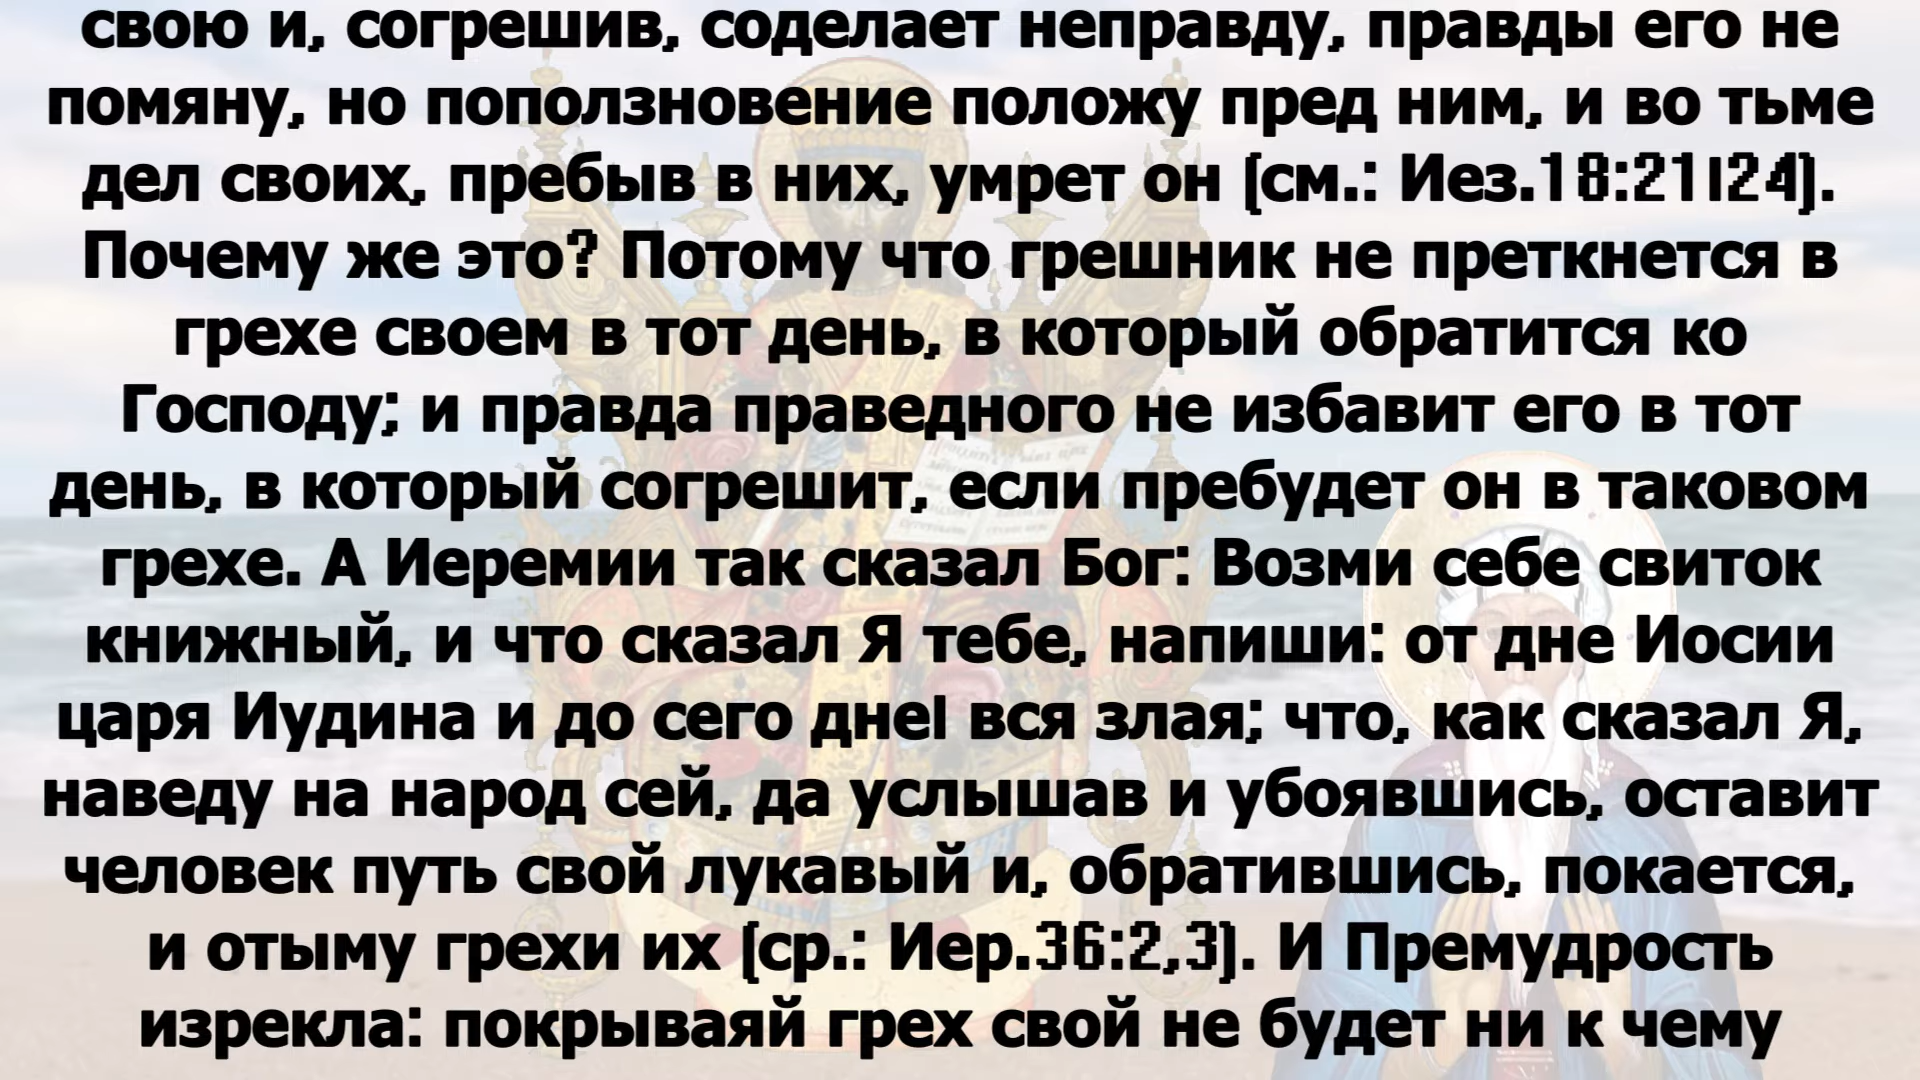 свою и, согрешив, соделает неправду, правды его не
помяну, но поползновение положу пред ним, и во тьме
дел своих, пребыв в них, умрет он (см.: Иез.18:21|24).
Почему же это? Потому что грешник не преткнется в
грехе своем в тот день, в который обратится ко
Господу; и правда праведного не избавит его в тот
день, в который согрешит, если пребудет он в таковом
грехе. А Иеремии так сказал Бог: Возми себе свиток
книжный, и что сказал Я тебе, напиши: от дне Иосии
царя Иудина и до сего дне| вся злая; что, как сказал Я,
наведу на народ сей, да услышав и убоявшись, оставит
человек путь свой лукавый и, обратившись, покается,
и отыму грехи их (ср.: Иер.36:2,3). И Премудрость
изрекла: покрываяй грех свой не будет ни к чему